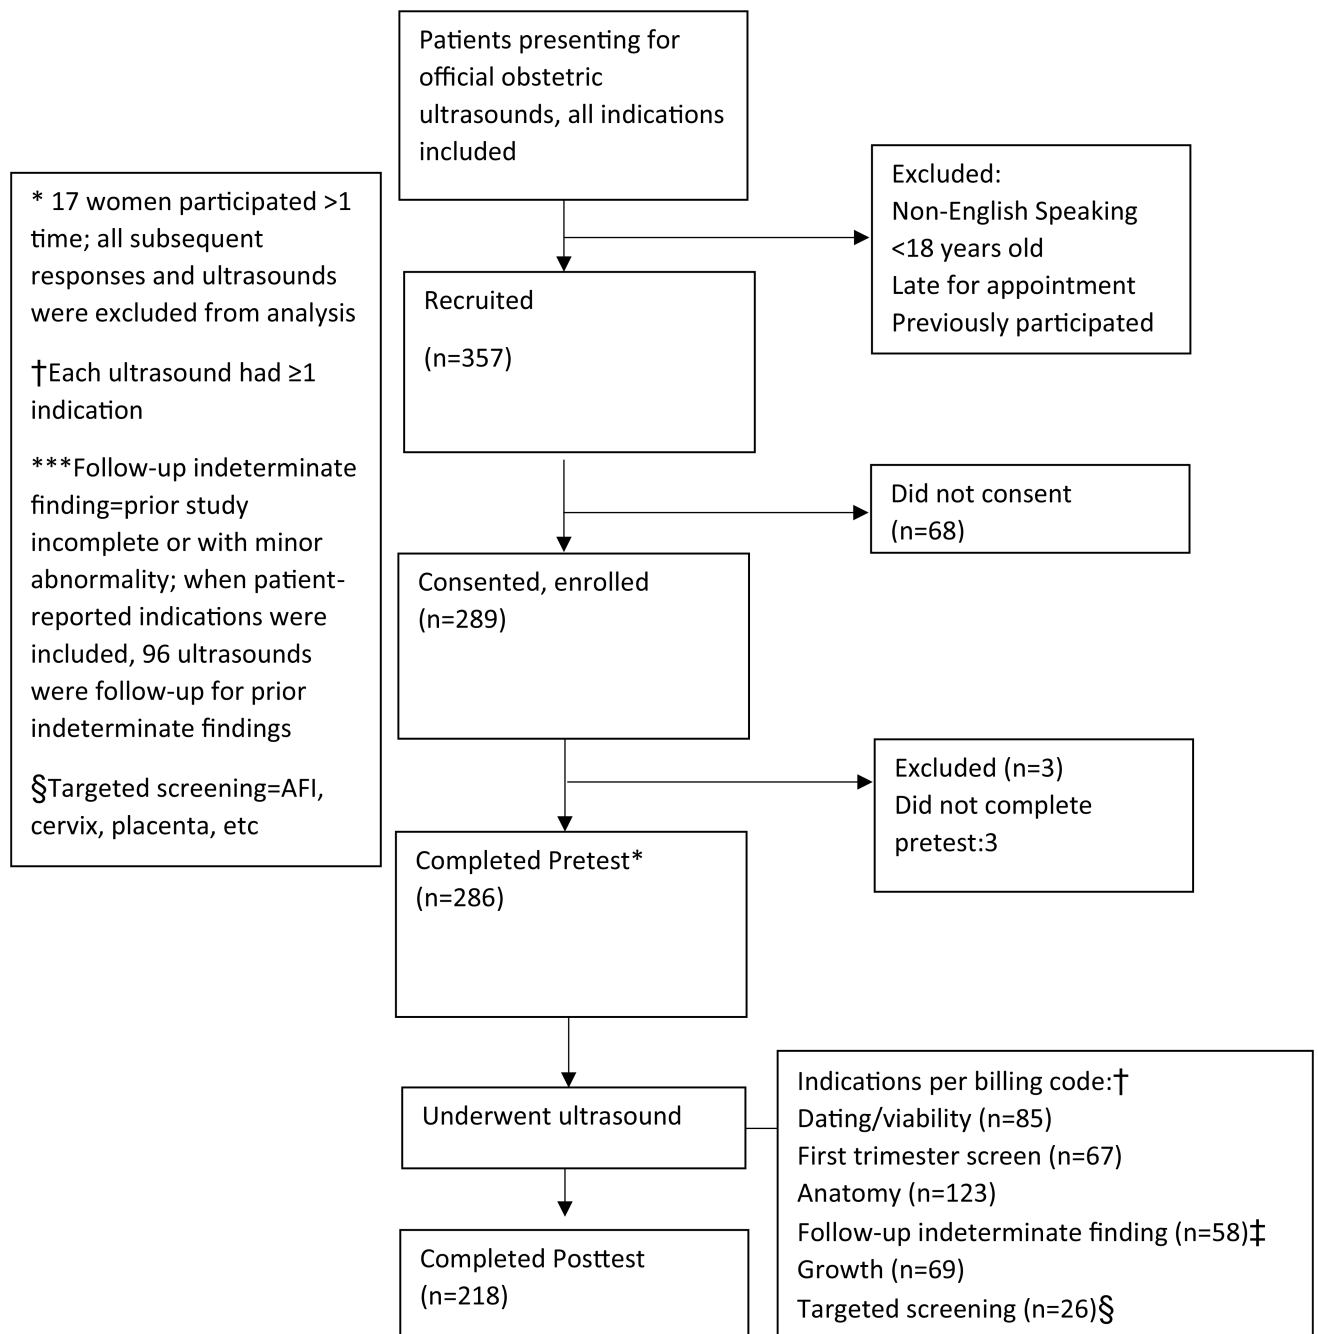 Patients presenting for
official obstetric
ultrasounds, all indications
included
Excluded:
Non-English Speaking
<18 years old
Late for appointment
Previously participated
* 17 women participated >1
time; all subsequent
responses and ultrasounds
were excluded from analysis
†Each ultrasound had ≥1
indication
***Follow-up indeterminate
finding=prior study
incomplete or with minor
abnormality; when patient-
reported indications were
included, 96 ultrasounds
were follow-up for prior
indeterminate findings
§Targeted screening=AFI,
cervix, placenta, etc
Recruited
(n=357)
Did not consent
(n=68)
Consented, enrolled
(n=289)
Excluded (n=3)
Did not complete
pretest:3
Completed Pretest*
(n=286)
Underwent ultrasound
Indications per billing code:†
Dating/viability (n=85)
First trimester screen (n=67)
Anatomy (n=123)
Follow-up indeterminate finding (n=58)‡
Growth (n=69)
Targeted screening (n=26)§
Completed Posttest
(n=218)